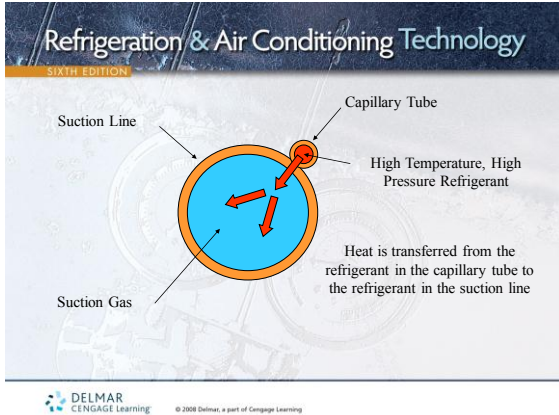 Refrigeration & Air Conditioning Technology
SIXTH EDITION
Capillary Tube
Suction Line
High Temperature, High
Pressure Refrigerant
Heat is transferred from the
refrigerant in the capillary tube to
the refrigerant in the suction line
Suction Gas
DELMAR
CENGAGE Learning
© 2008 Delmar, a part of Cengage Learning